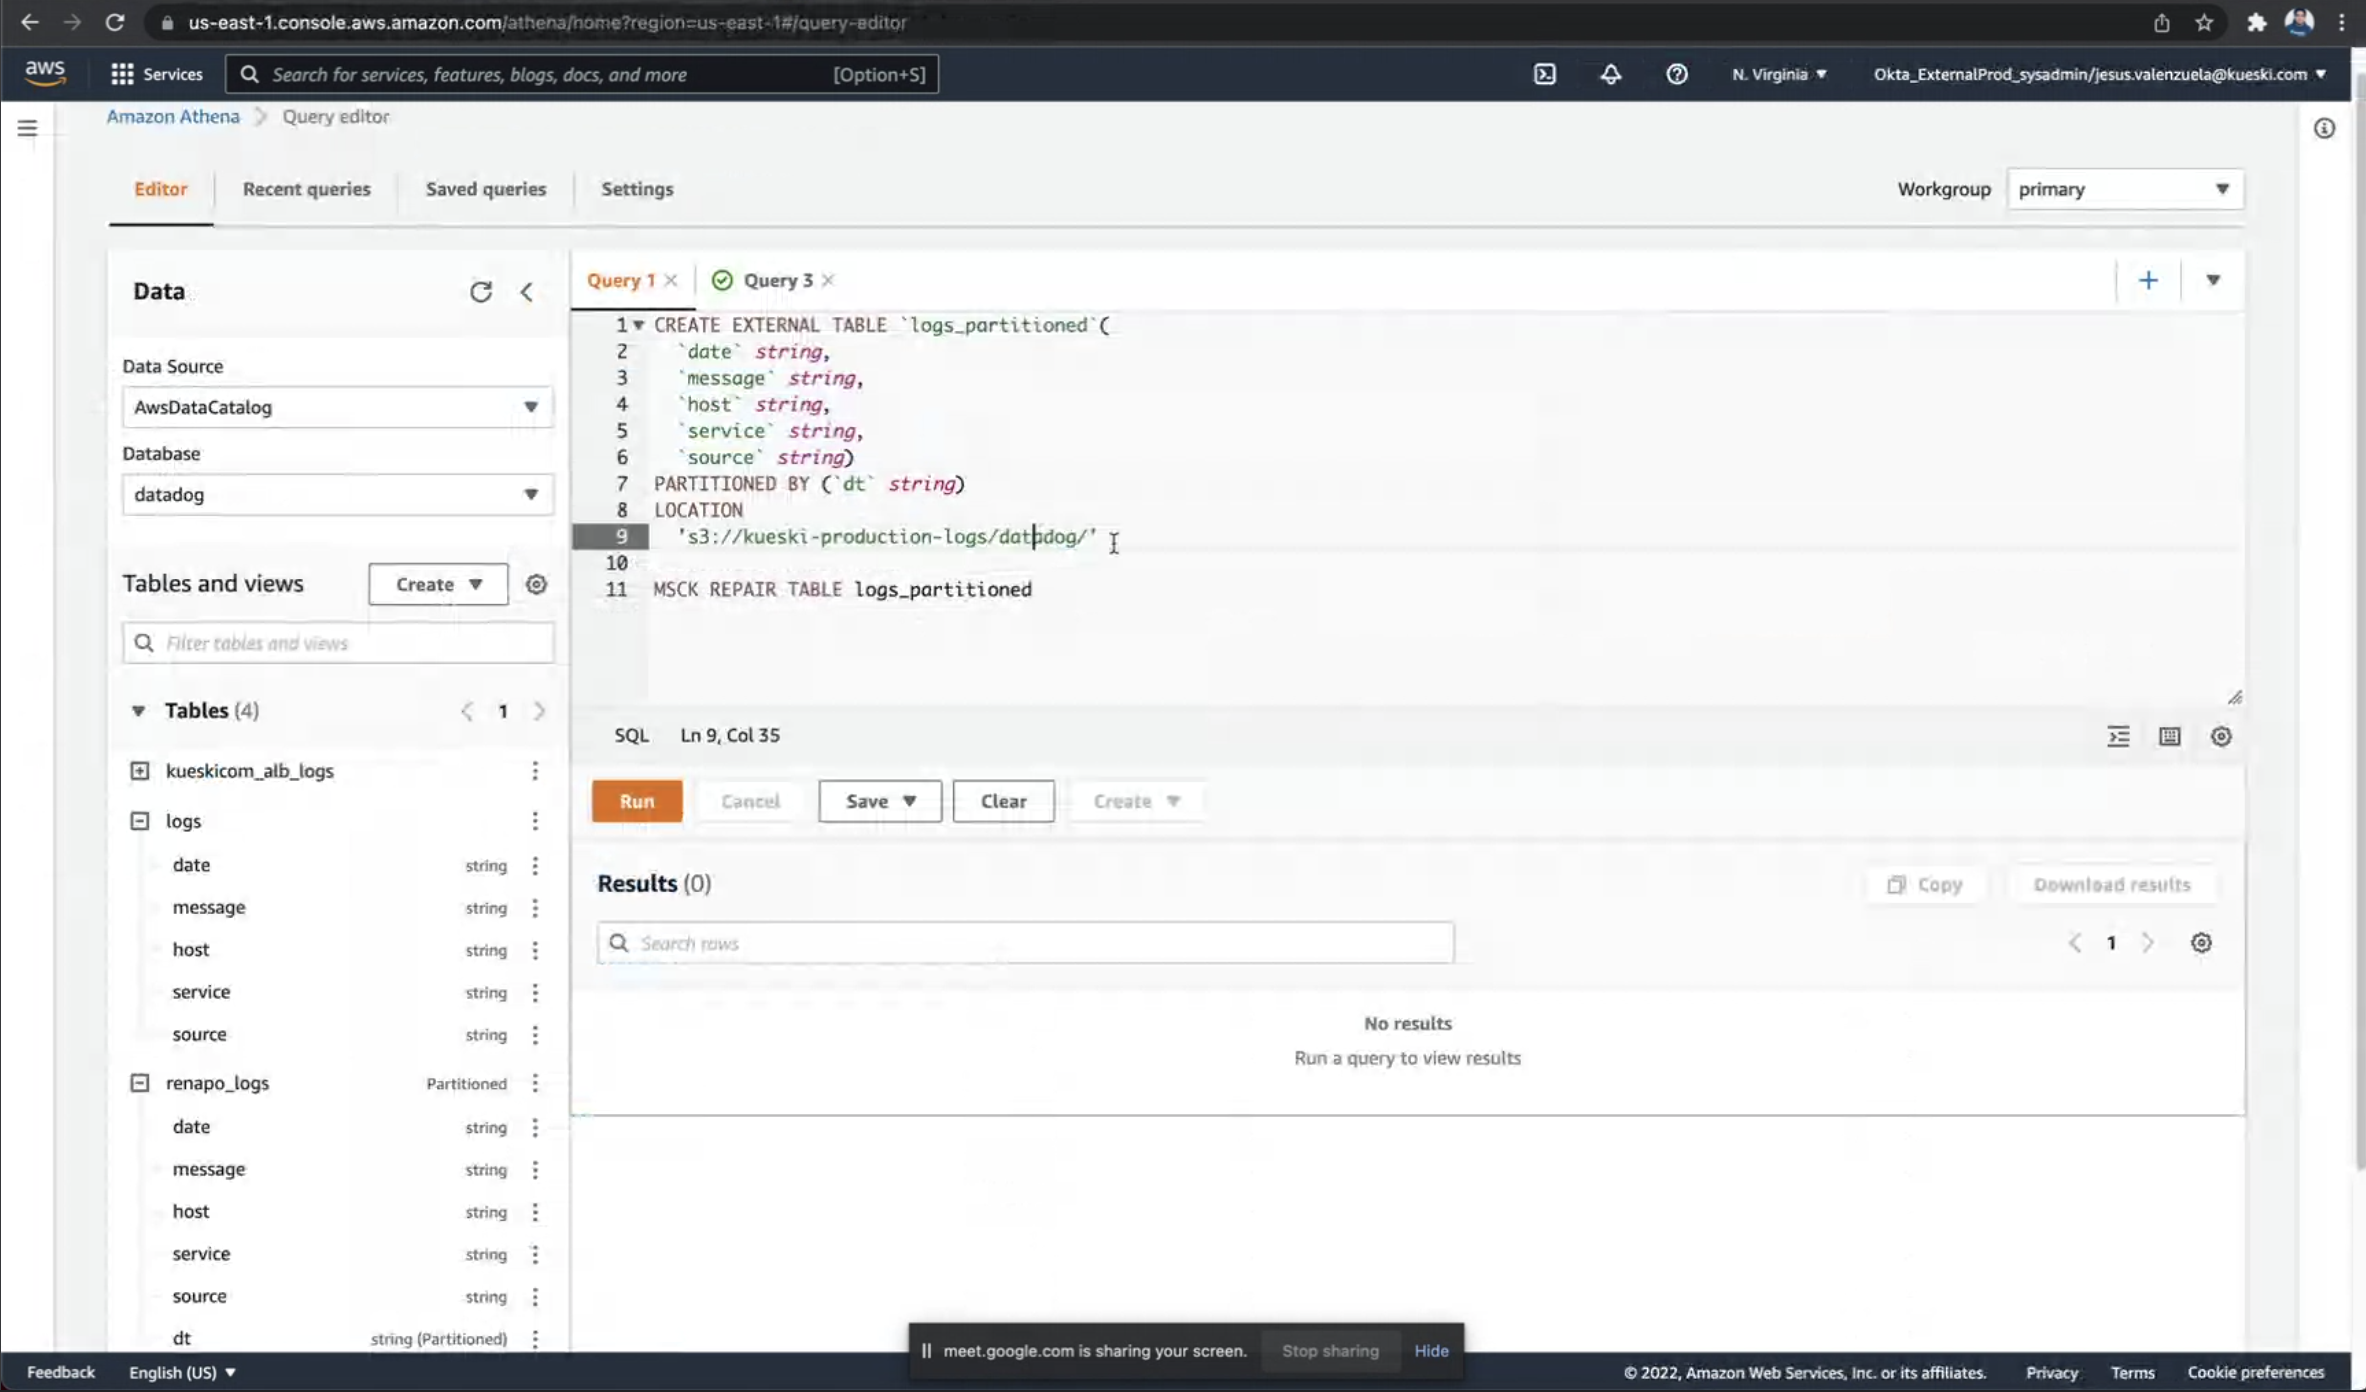 us-east-1.console.aws.amazon.com/athena/home?region=us-east-1#/query-editor
aws
Services
Search for services, features, blogs, docs, and more
[Option+S]
N. Virginia
Okta_ExternalProd_sysadmin/jesus.valenzuela@kueski.com
Amazon Athena
Query editor
Editor
Recent queries
Saved queries
Settings
Workgroup
primary
Data
Data Source
AwsDataCatalog
Database
datadog
Tables and views
Create
Filter tables and views
Tables (4)
1
kueskicom_alb_logs
logs
date string
message string
host string
service string
source string
renapo_logs Partitioned
date string
message string
host string
service string
source string
dt string (Partitioned)
Query 1
Query 3
1 CREATE EXTERNAL TABLE `logs_partitioned`(
2 `date` string,
3 `message` string,
4 `host` string,
5 `service` string,
6 `source` string)
7 PARTITIONED BY (`dt` string)
8 LOCATION
9 's3://kueski-production-logs/datadog/'
10
11 MSCK REPAIR TABLE logs_partitioned
SQL Ln 9, Col 35
Run
Cancel
Save
Clear
Create
Results (0)
Copy
Download results
Search rows
1
No results
Run a query to view results
meet.google.com is sharing your screen.
Stop sharing
Hide
Feedback
English (US)
© 2022, Amazon Web Services, Inc. or its affiliates.
Privacy
Terms
Cookie preferences